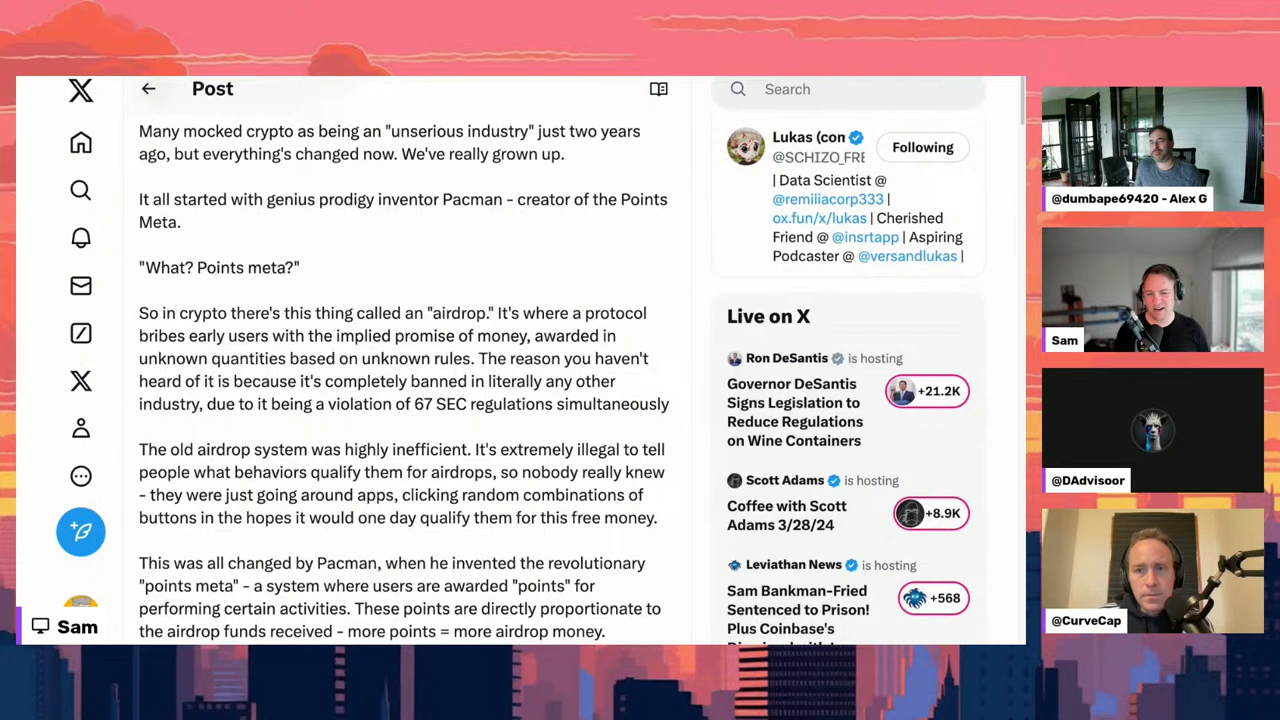 Post
Many mocked crypto as being an "unserious industry" just two years
ago, but everything's changed now. We've really grown up.
It all started with genius prodigy inventor Pacman - creator of the Points
Meta.
"What? Points meta?"
So in crypto there's this thing called an "airdrop." It's where a protocol
bribes early users with the implied promise of money, awarded in
unknown quantities based on unknown rules. The reason you haven't
heard of it is because it's completely banned in literally any other
industry, due to it being a violation of 67 SEC regulations simultaneously
The old airdrop system was highly inefficient. It's extremely illegal to tell
people what behaviors qualify them for airdrops, so nobody really knew
- they were just going around apps, clicking random combinations of
buttons in the hopes it would one day qualify them for this free money.
This was all changed by Pacman, when he invented the revolutionary
"points meta" - a system where users are awarded "points" for
performing certain activities. These points are directly proportionate to
the airdrop funds received - more points = more airdrop money.
Sam
Search
Lukas (con
@SCHIZO_FRE
Following
| Data Scientist @
@remiliacorp333 |
ox.fun/x/lukas | Cherished
Friend @ @insrtapp | Aspiring
Podcaster @ @versandlukas |
Live on X
Ron DeSantis is hosting
Governor DeSantis
Signs Legislation to
Reduce Regulations
on Wine Containers
+21.2K
Scott Adams is hosting
Coffee with Scott
Adams 3/28/24
+8.9K
Leviathan News is hosting
Sam Bankman-Fried
Sentenced to Prison!
Plus Coinbase's
+568
@dumbape69420 - Alex G
Sam
@DAdvisoor
@CurveCap